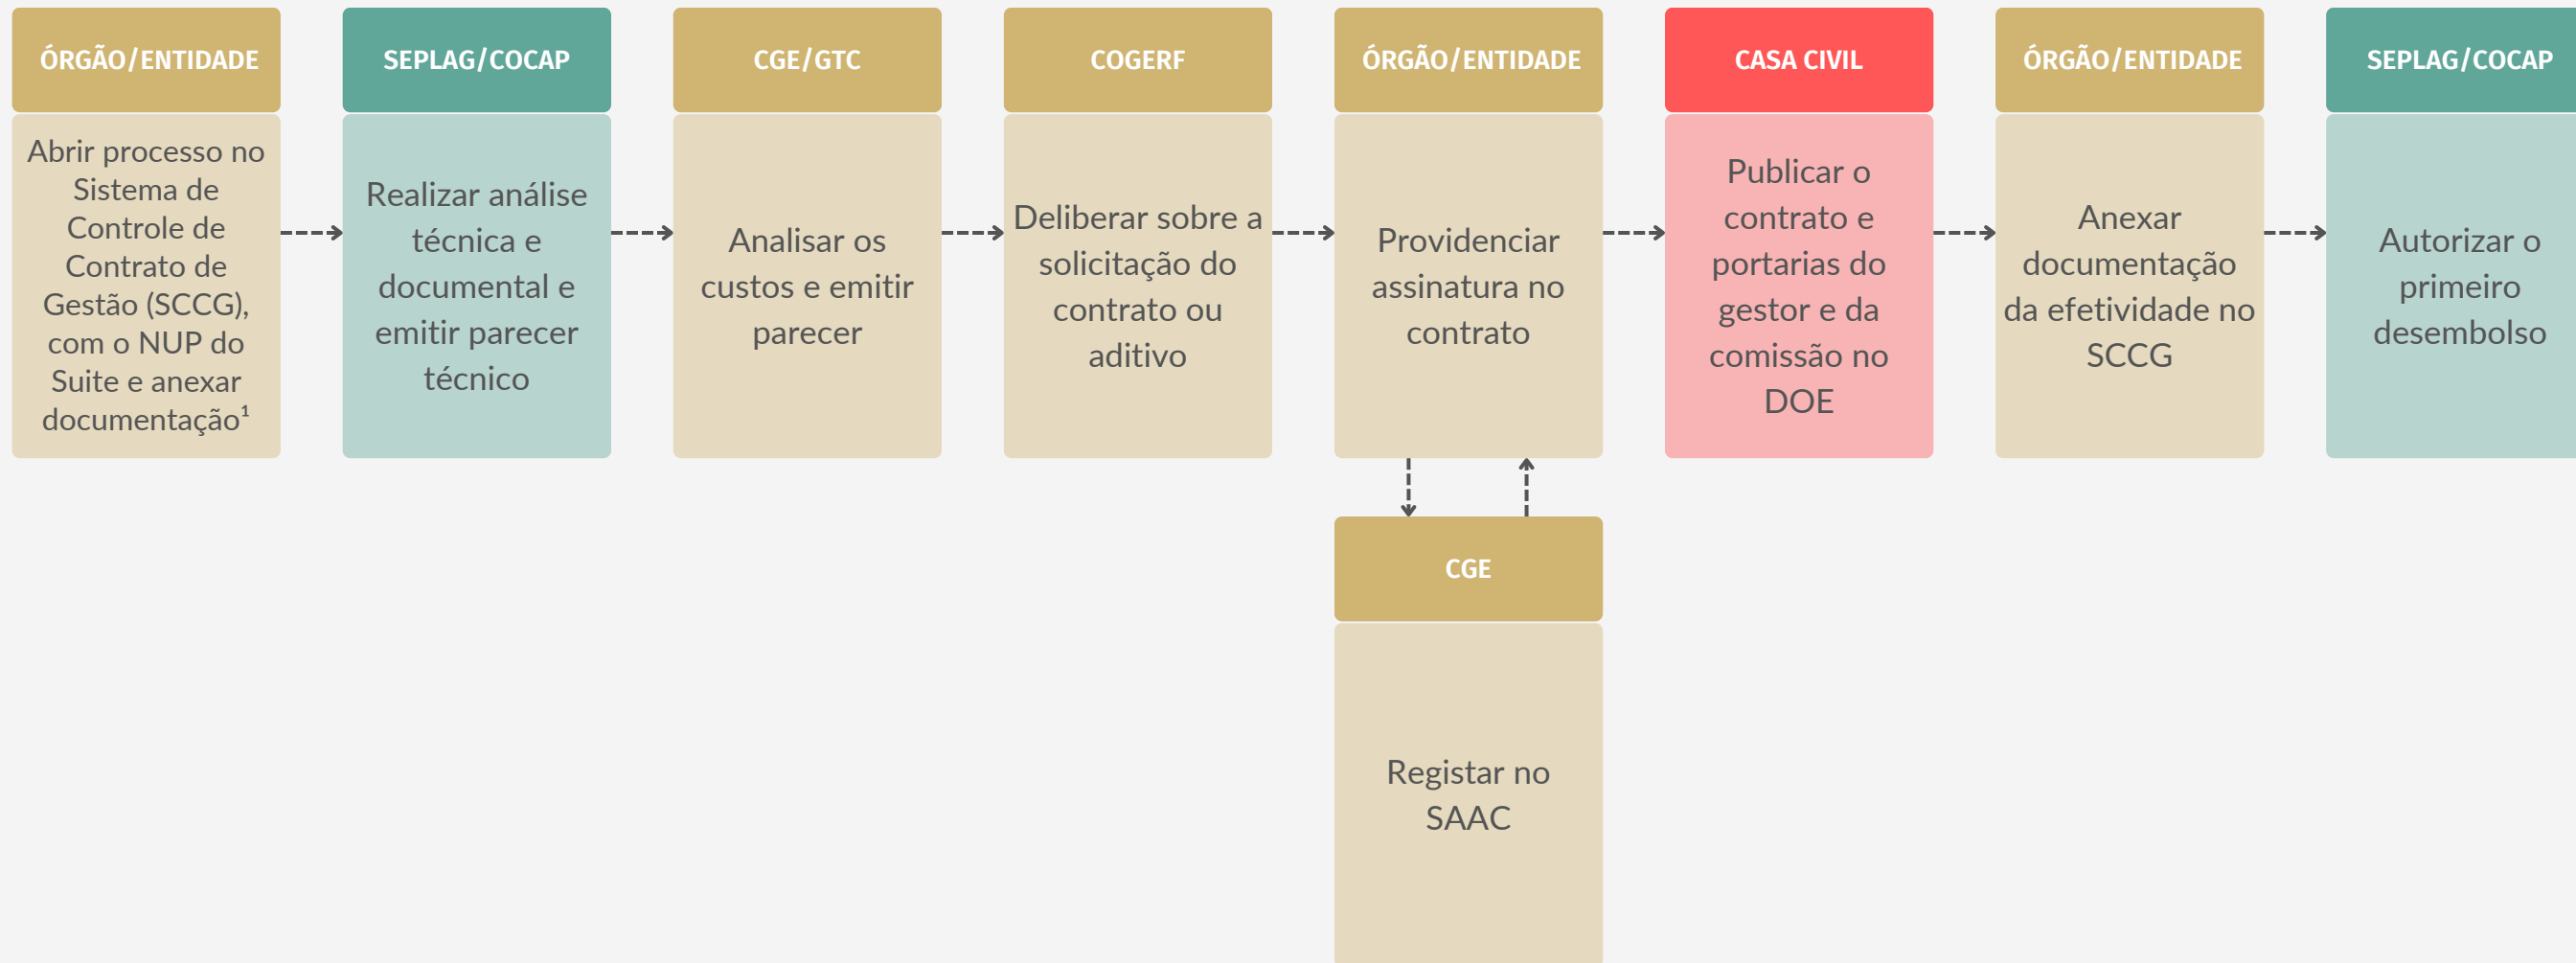 ÓRGÃO/ENTIDADE
Abrir processo no
Sistema de
Controle de
Contrato de
Gestão (SCCG),
com o NUP do
Suite e anexar
documentação¹
SEPLAG/COCAP
Realizar análise
técnica e
documental e
emitir parecer
técnico
CGE/GTC
Analisar os
custos e emitir
parecer
COGERF
Deliberar sobre a
solicitação do
contrato ou
aditivo
ÓRGÃO/ENTIDADE
Providenciar
assinatura no
contrato
CGE
Registar no
SAAC
CASA CIVIL
Publicar o
contrato e
portarias do
gestor e da
comissão no
DOE
ÓRGÃO/ENTIDADE
Anexar
documentação
da efetividade no
SCCG
SEPLAG/COCAP
Autorizar o
primeiro
desembolso